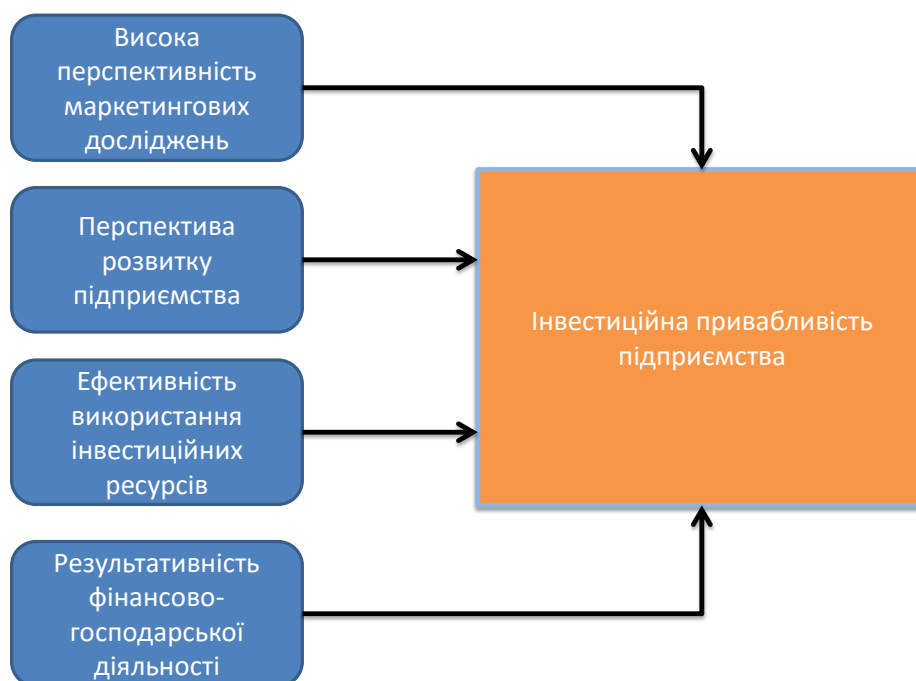 Висока
перспективність
маркетингових
досліджень
Перспектива
розвитку
підприємства
Ефективність
використання
інвестиційних
ресурсів
Результативність
фінансово-
господарської
діяльності
Інвестиційна привабливість
підприємства